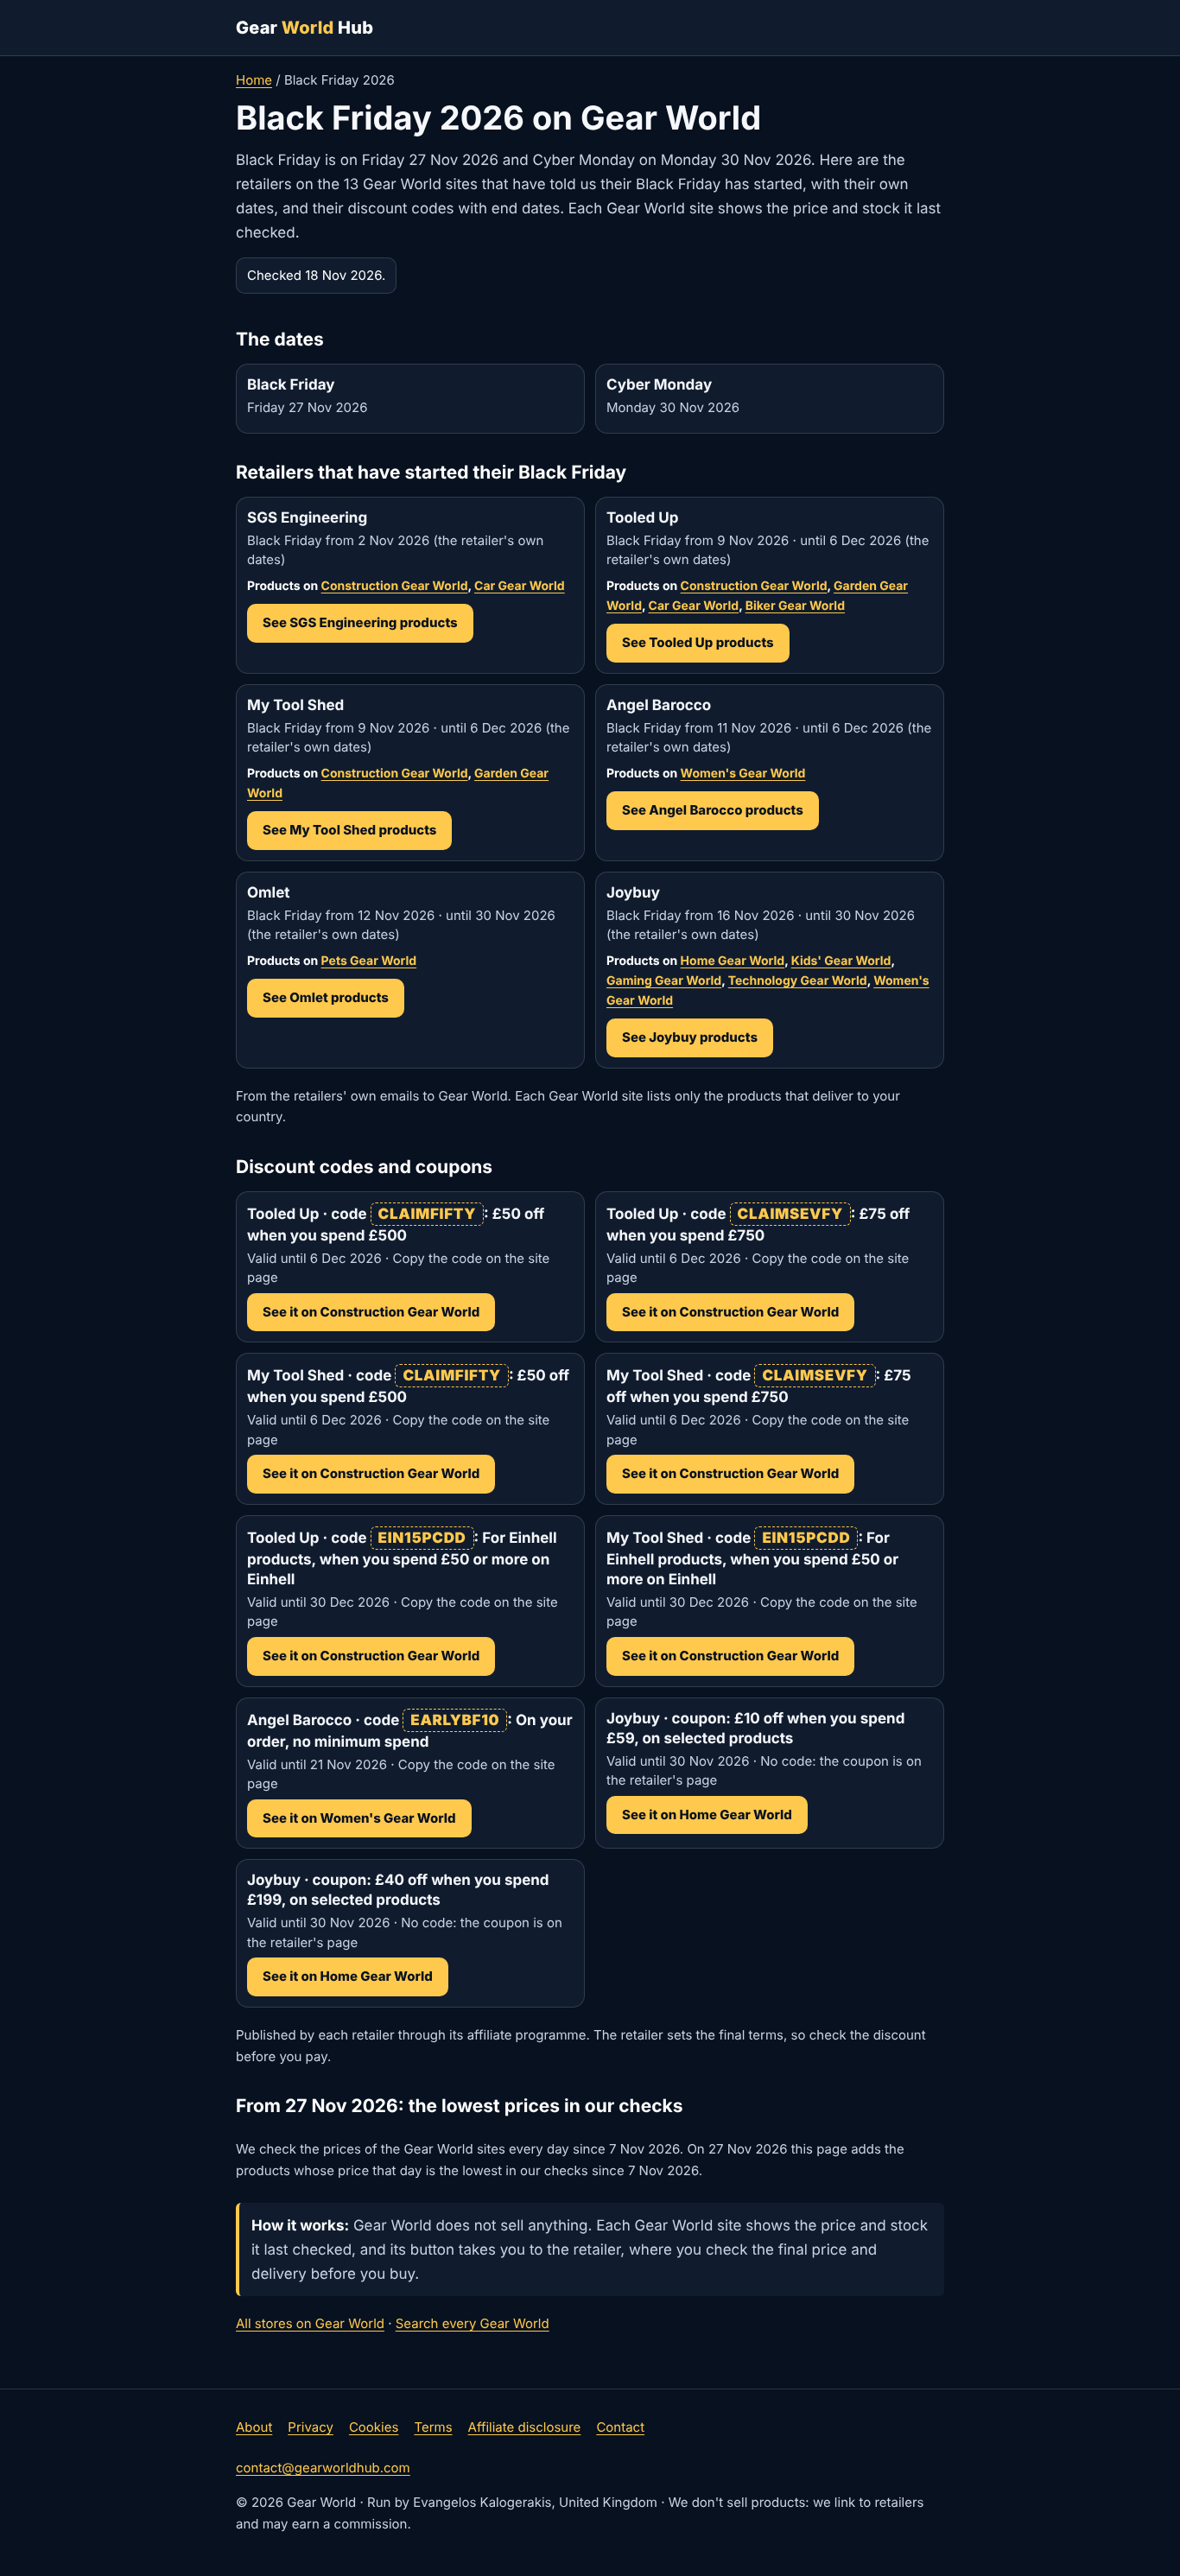 Gear World Hub
Home / Black Friday 2026
Black Friday 2026 on Gear World
Black Friday is on Friday 27 Nov 2026 and Cyber Monday on Monday 30 Nov 2026. Here are the
retailers on the 13 Gear World sites that have told us their Black Friday has started, with their own
dates, and their discount codes with end dates. Each Gear World site shows the price and stock it last
checked.
Checked 18 Nov 2026.
The dates
Black Friday
Friday 27 Nov 2026
Cyber Monday
Monday 30 Nov 2026
Retailers that have started their Black Friday
SGS Engineering
Black Friday from 2 Nov 2026 (the retailer's own
dates)
Products on Construction Gear World, Car Gear World
See SGS Engineering products
Tooled Up
Black Friday from 9 Nov 2026 · until 6 Dec 2026 (the
retailer's own dates)
Products on Construction Gear World, Garden Gear
World, Car Gear World, Biker Gear World
See Tooled Up products
My Tool Shed
Black Friday from 9 Nov 2026 · until 6 Dec 2026 (the
retailer's own dates)
Products on Construction Gear World, Garden Gear
World
See My Tool Shed products
Angel Barocco
Black Friday from 11 Nov 2026 · until 6 Dec 2026 (the
retailer's own dates)
Products on Women's Gear World
See Angel Barocco products
Omlet
Black Friday from 12 Nov 2026 · until 30 Nov 2026
(the retailer's own dates)
Products on Pets Gear World
See Omlet products
Joybuy
Black Friday from 16 Nov 2026 · until 30 Nov 2026
(the retailer's own dates)
Products on Home Gear World, Kids' Gear World,
Gaming Gear World, Technology Gear World, Women's
Gear World
See Joybuy products
From the retailers' own emails to Gear World. Each Gear World site lists only the products that deliver to your
country.
Discount codes and coupons
Tooled Up · code CLAIMFIFTY: £50 off
when you spend £500
Valid until 6 Dec 2026 · Copy the code on the site
page
See it on Construction Gear World
Tooled Up · code CLAIMSEVFY: £75 off
when you spend £750
Valid until 6 Dec 2026 · Copy the code on the site
page
See it on Construction Gear World
My Tool Shed · code CLAIMFIFTY: £50 off
when you spend £500
Valid until 6 Dec 2026 · Copy the code on the site
page
See it on Construction Gear World
My Tool Shed · code CLAIMSEVFY: £75
off when you spend £750
Valid until 6 Dec 2026 · Copy the code on the site
page
See it on Construction Gear World
Tooled Up · code EIN15PCDD: For Einhell
products, when you spend £50 or more on
Einhell
Valid until 30 Dec 2026 · Copy the code on the site
page
See it on Construction Gear World
My Tool Shed · code EIN15PCDD: For
Einhell products, when you spend £50 or
more on Einhell
Valid until 30 Dec 2026 · Copy the code on the site
page
See it on Construction Gear World
Angel Barocco · code EARLYBF10: On your
order, no minimum spend
Valid until 21 Nov 2026 · Copy the code on the site
page
See it on Women's Gear World
Joybuy · coupon: £10 off when you spend
£59, on selected products
Valid until 30 Nov 2026 · No code: the coupon is on
the retailer's page
See it on Home Gear World
Joybuy · coupon: £40 off when you spend
£199, on selected products
Valid until 30 Nov 2026 · No code: the coupon is on
the retailer's page
See it on Home Gear World
Published by each retailer through its affiliate programme. The retailer sets the final terms, so check the discount
before you pay.
From 27 Nov 2026: the lowest prices in our checks
We check the prices of the Gear World sites every day since 7 Nov 2026. On 27 Nov 2026 this page adds the
products whose price that day is the lowest in our checks since 7 Nov 2026.
How it works: Gear World does not sell anything. Each Gear World site shows the price and stock
it last checked, and its button takes you to the retailer, where you check the final price and
delivery before you buy.
All stores on Gear World · Search every Gear World
About Privacy Cookies Terms Affiliate disclosure Contact
contact@gearworldhub.com
© 2026 Gear World · Run by Evangelos Kalogerakis, United Kingdom · We don't sell products: we link to retailers
and may earn a commission.